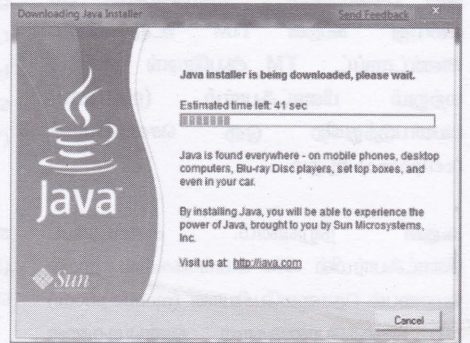 Downloading Java Installer
Send Feedback
Java installer is being downloaded, please wait.
Estimated time left: 41 sec
Java is found everywhere - on mobile phones, desktop
computers, Blu-ray Disc players, set top boxes, and
even in your car.
By installing Java, you will be able to experience the
power of Java, brought to you by Sun Microsystems,
Inc.
Visit us at: http://java.com
Java™
Sun
Cancel